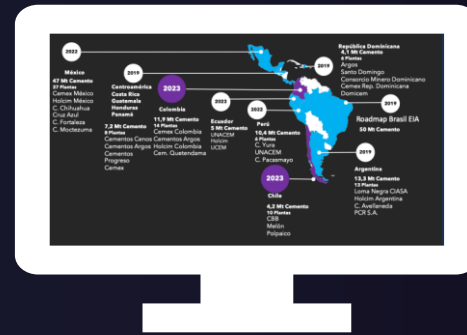 2022
México
47 Mt Cemento
37 Plantas
Cemex México
Holcim México
C. Chihuahua
Cruz Azul
C. Fortaleza
C. Moctezuma
2019
Centroamérica
Costa Rica
Guatemala
Honduras
Panamá
7,2 Mt Cemento
8 Plantas
Cementos Cenos
Cementos Argos
Cementos
Progreso
Cemex
2023
Colombia
11,9 Mt Cemento
14 Plantas
Cemex Colombia
Cementos Argos
Holcim Colombia
Cem. Quetendama
2022
Ecuador
5 Mt Cemento
UNACEM
Holcim
UCEM
2022
Perú
10,4 Mt Cemento
6 Plantas
C. Yura
UNACEM
C. Pacasmayo
2023
Chile
4,2 Mt Cemento
10 Plantas
CBB
Melón
Polpaico
2019
República Dominicana
4,1 Mt Cemento
6 Plantas
Argos
Santo Domingo
Consorcio Minero Dominicano
Cemex Rep. Dominicana
Domicem
2019
Roadmap Brasil EIA
50 Mt Cemento
2019
Argentina
13,3 Mt Cemento
13 Plantas
Loma Negra CIASA
Holcim Argentina
C. Avellaneda
PCR S.A.